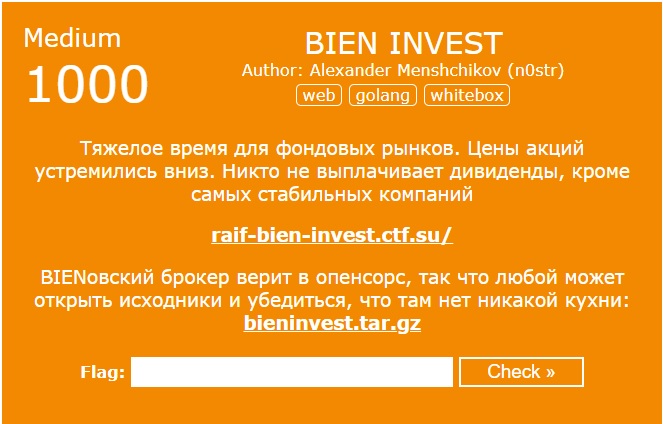 Medium
1000
BIEN INVEST
Author: Alexander Menshchikov (n0str)
web golang whitebox
Тяжелое время для фондовых рынков. Цены акций
устремились вниз. Никто не выплачивает дивиденды, кроме
самых стабильных компаний
raif-bien-invest.ctf.su/
BIENовский брокер верит в опенсорс, так что любой может
открыть исходники и убедиться, что там нет никакой кухни:
bieninvest.tar.gz
Flag: Check »